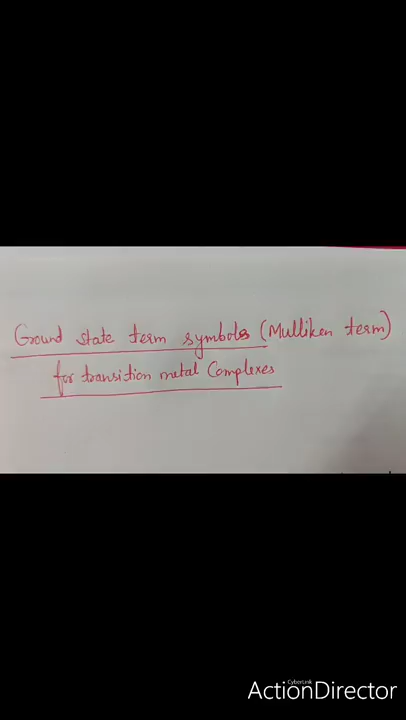 Ground state term symbols (Mulliken term)
for transition metal Complexes
CyberLink
ActionDirector